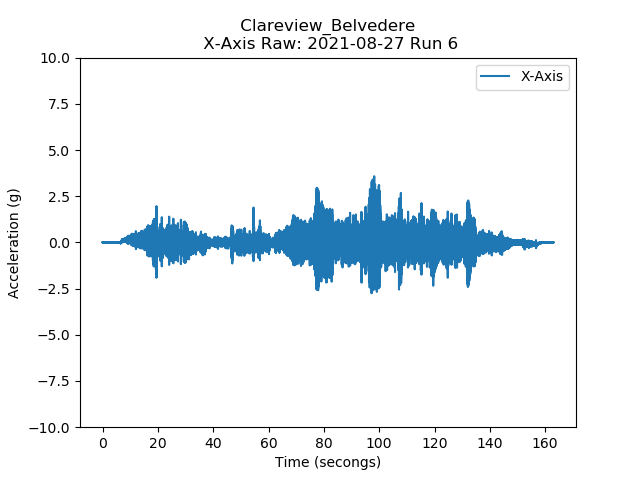 Clareview_Belvedere
X-Axis Raw: 2021-08-27 Run 6
X-Axis
10.0
7.5
5.0
2.5
0.0
−2.5
−5.0
−7.5
−10.0
Acceleration (g)
0 20 40 60 80 100 120 140 160
Time (secongs)